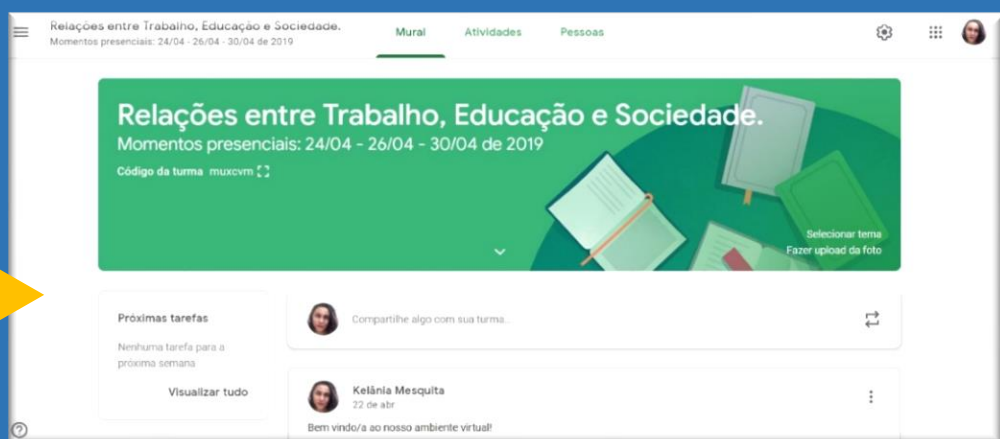 Relações entre Trabalho, Educação e Sociedade.
Momentos presenciais: 24/04 - 26/04 - 30/04 de 2019
Mural
Atividades
Pessoas
Relações entre Trabalho, Educação e Sociedade.
Momentos presenciais: 24/04 - 26/04 - 30/04 de 2019
Código da turma muxcvm
Selecionar tema
Fazer upload da foto
Próximas tarefas
Nenhuma tarefa para a
próxima semana
Visualizar tudo
Compartilhe algo com sua turma...
Kelânia Mesquita
22 de abr
Bem vindo/a ao nosso ambiente virtual!